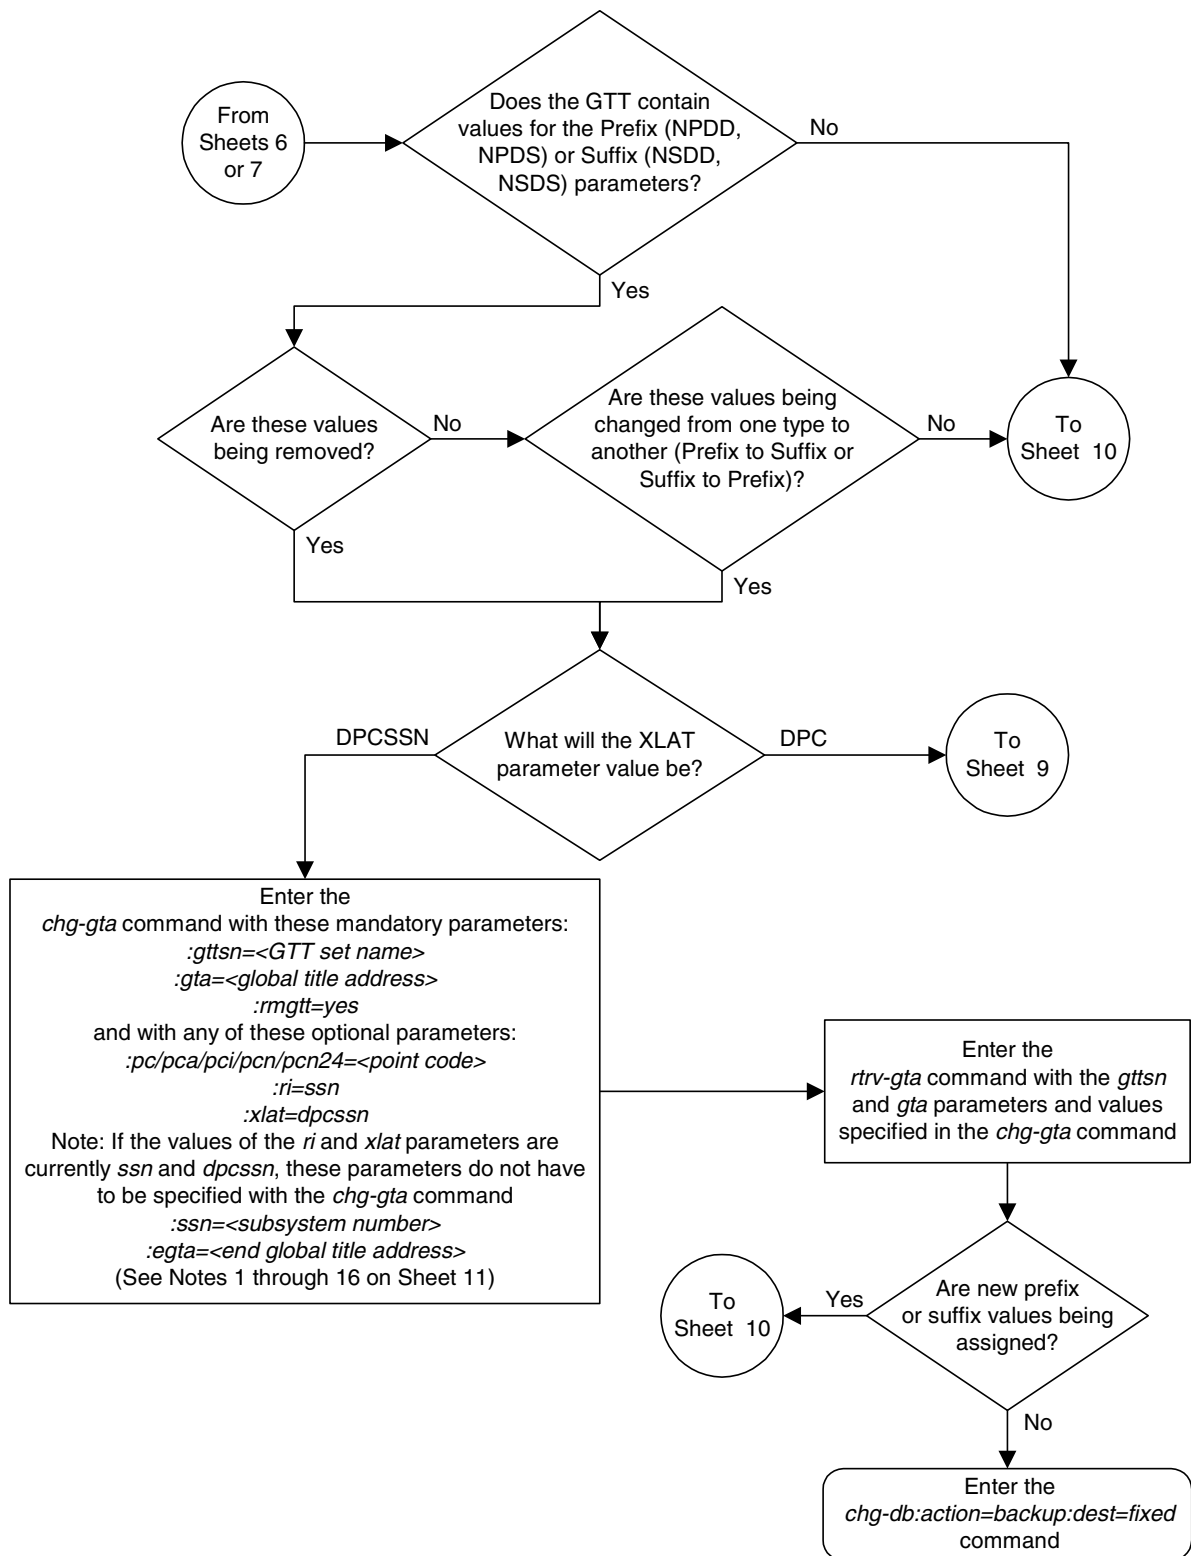 From
Sheets 6
or 7
Does the GTT contain
values for the Prefix (NPDD,
NPDS) or Suffix (NSDD,
NSDS) parameters?
No
Yes
Are these values
being removed?
No
Are these values being
changed from one type to
another (Prefix to Suffix or
Suffix to Prefix)?
No
To
Sheet 10
Yes
Yes
DPCSSN
What will the XLAT
parameter value be?
DPC
To
Sheet 9
Enter the
chg-gta command with these mandatory parameters:
:gttsn=<GTT set name>
:gta=<global title address>
:rmgtt=yes
and with any of these optional parameters:
:pc/pca/pci/pcn/pcn24=<point code>
:ri=ssn
:xlat=dpcssn
Note: If the values of the ri and xlat parameters are
currently ssn and dpcssn, these parameters do not have
to be specified with the chg-gta command
:ssn=<subsystem number>
:egta=<end global title address>
(See Notes 1 through 16 on Sheet 11)
Enter the
rtrv-gta command with the gttsn
and gta parameters and values
specified in the chg-gta command
Are new prefix
or suffix values being
assigned?
Yes
To
Sheet 10
No
Enter the
chg-db:action=backup:dest=fixed
command